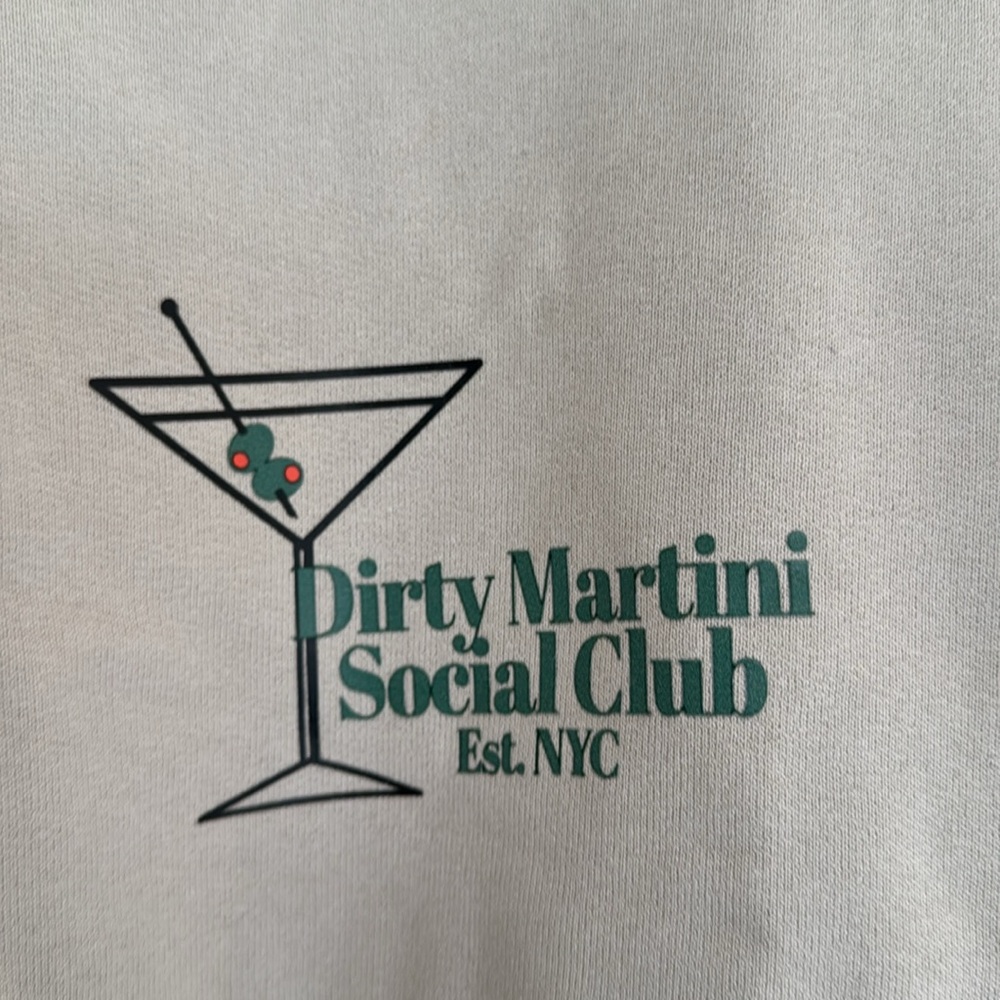 Dirty Martini
Social Club
Est. NYC